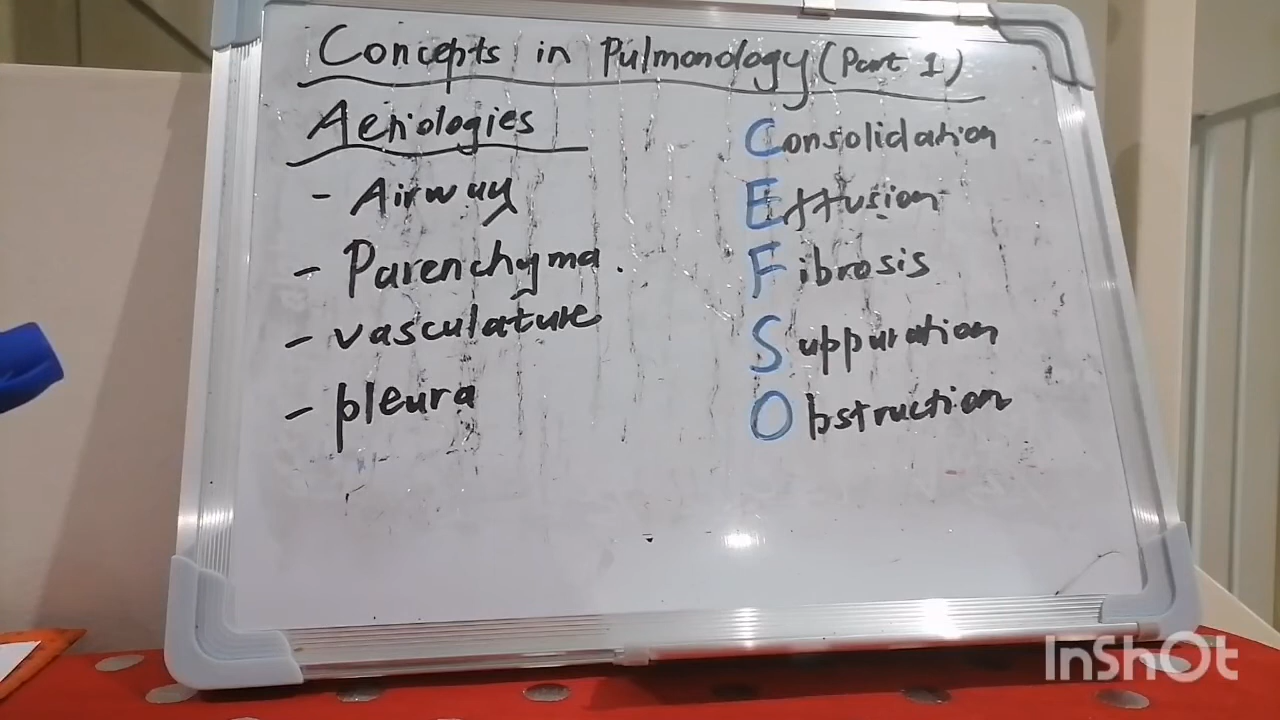 Concepts in Pulmonology (Part 1)
Aetiologies
- Airway
- Parenchyma.
- vasculature
- pleura
Consolidation
Effusion
Fibrosis
Suppuration
Obstruction
InShOt